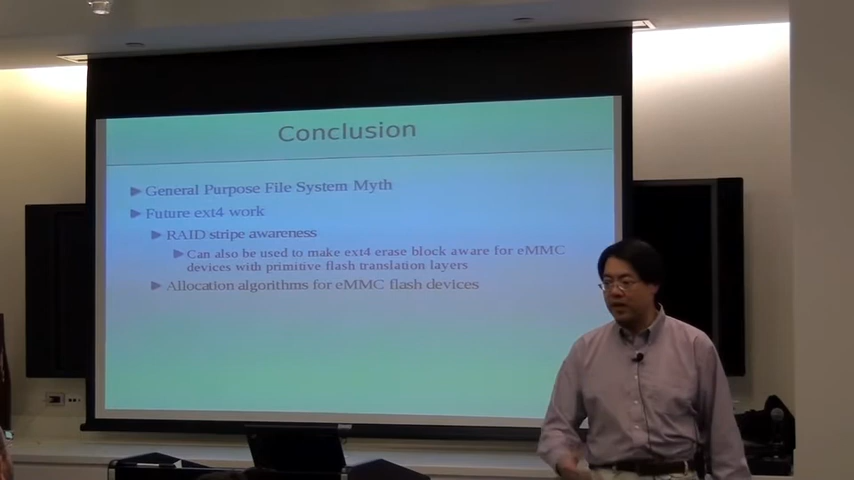 Conclusion
General Purpose File System Myth
Future ext4 work
RAID stripe awareness
Can also be used to make ext4 erase block aware for eMMC
devices with primitive flash translation layers
Allocation algorithms for eMMC flash devices